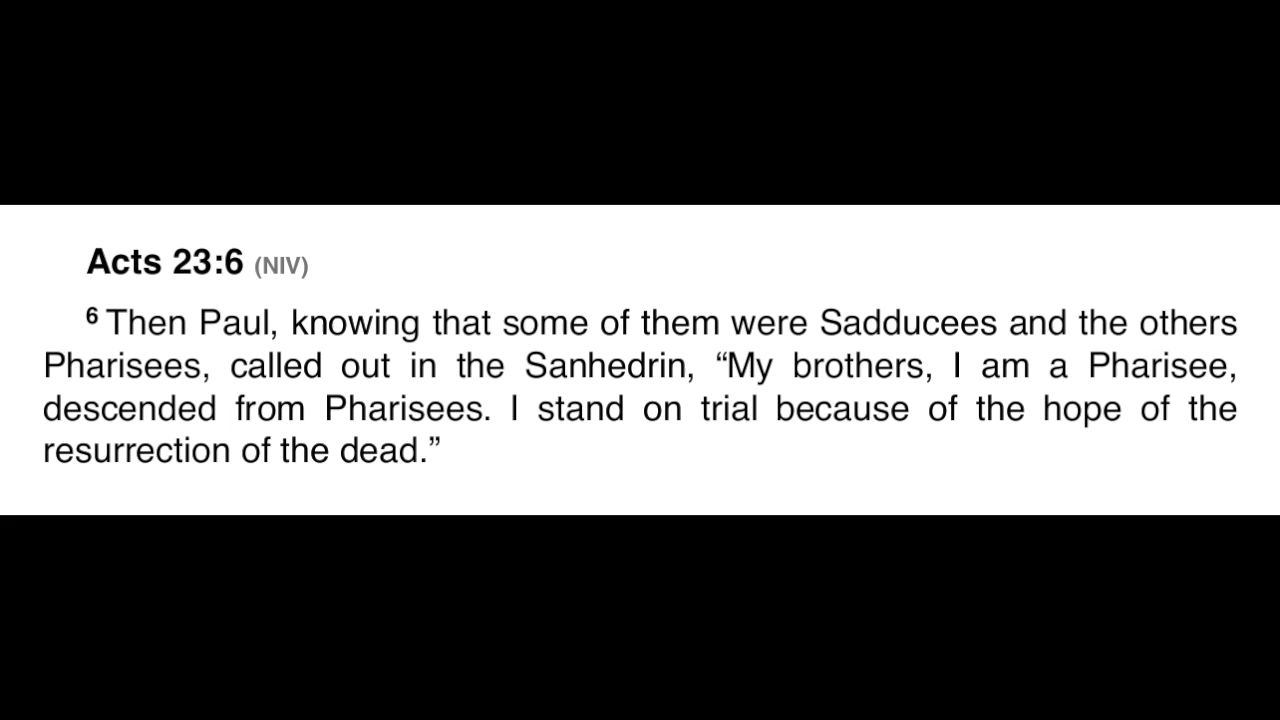 Acts 23:6 (NIV)
6 Then Paul, knowing that some of them were Sadducees and the others
Pharisees, called out in the Sanhedrin, “My brothers, I am a Pharisee,
descended from Pharisees. I stand on trial because of the hope of the
resurrection of the dead.”